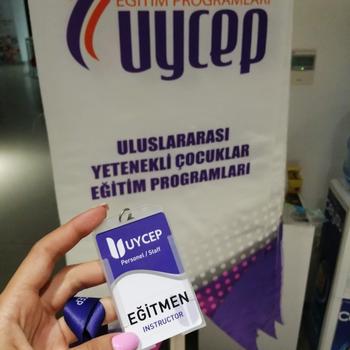 EĞİTİM PROGRAMLARI
uycep
ULUSLARARASI
YETENEKLİ ÇOCUKLAR
EĞİTİM PROGRAMLARI
UYCEP
Personel / Staff
EĞİTMEN
INSTRUCTOR